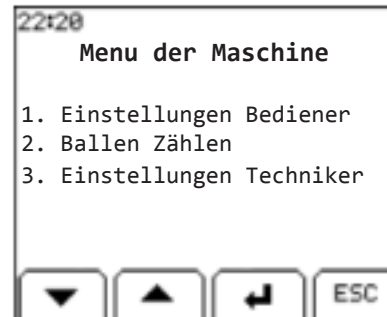 22:20
Menu der Maschine
1. Einstellungen Bediener
2. Ballen Zählen
3. Einstellungen Techniker
ESC